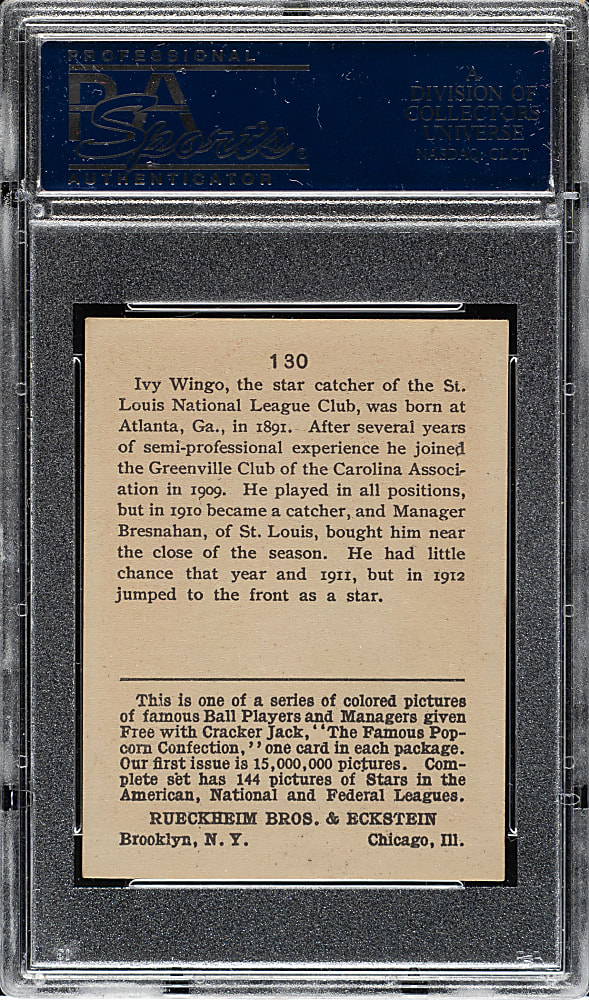 PROFESSIONAL
PSA
Sports®
AUTHENTICATOR
A
DIVISION OF
COLLECTORS
UNIVERSE
NASDAQ: CLCT
130
Ivy Wingo, the star catcher of the St.
Louis National League Club, was born at
Atlanta, Ga., in 1891. After several years
of semi-professional experience he joined
the Greenville Club of the Carolina Associ-
ation in 1909. He played in all positions,
but in 1910 became a catcher, and Manager
Bresnahan, of St. Louis, bought him near
the close of the season. He had little
chance that year and 1911, but in 1912
jumped to the front as a star.
This is one of a series of colored pictures
of famous Ball Players and Managers given
Free with Cracker Jack, "The Famous Pop-
corn Confection," one card in each package.
Our first issue is 15,000,000 pictures. Com-
plete set has 144 pictures of Stars in the
American, National and Federal Leagues.
RUECKHEIM BROS. & ECKSTEIN
Brooklyn, N. Y. Chicago, Ill.